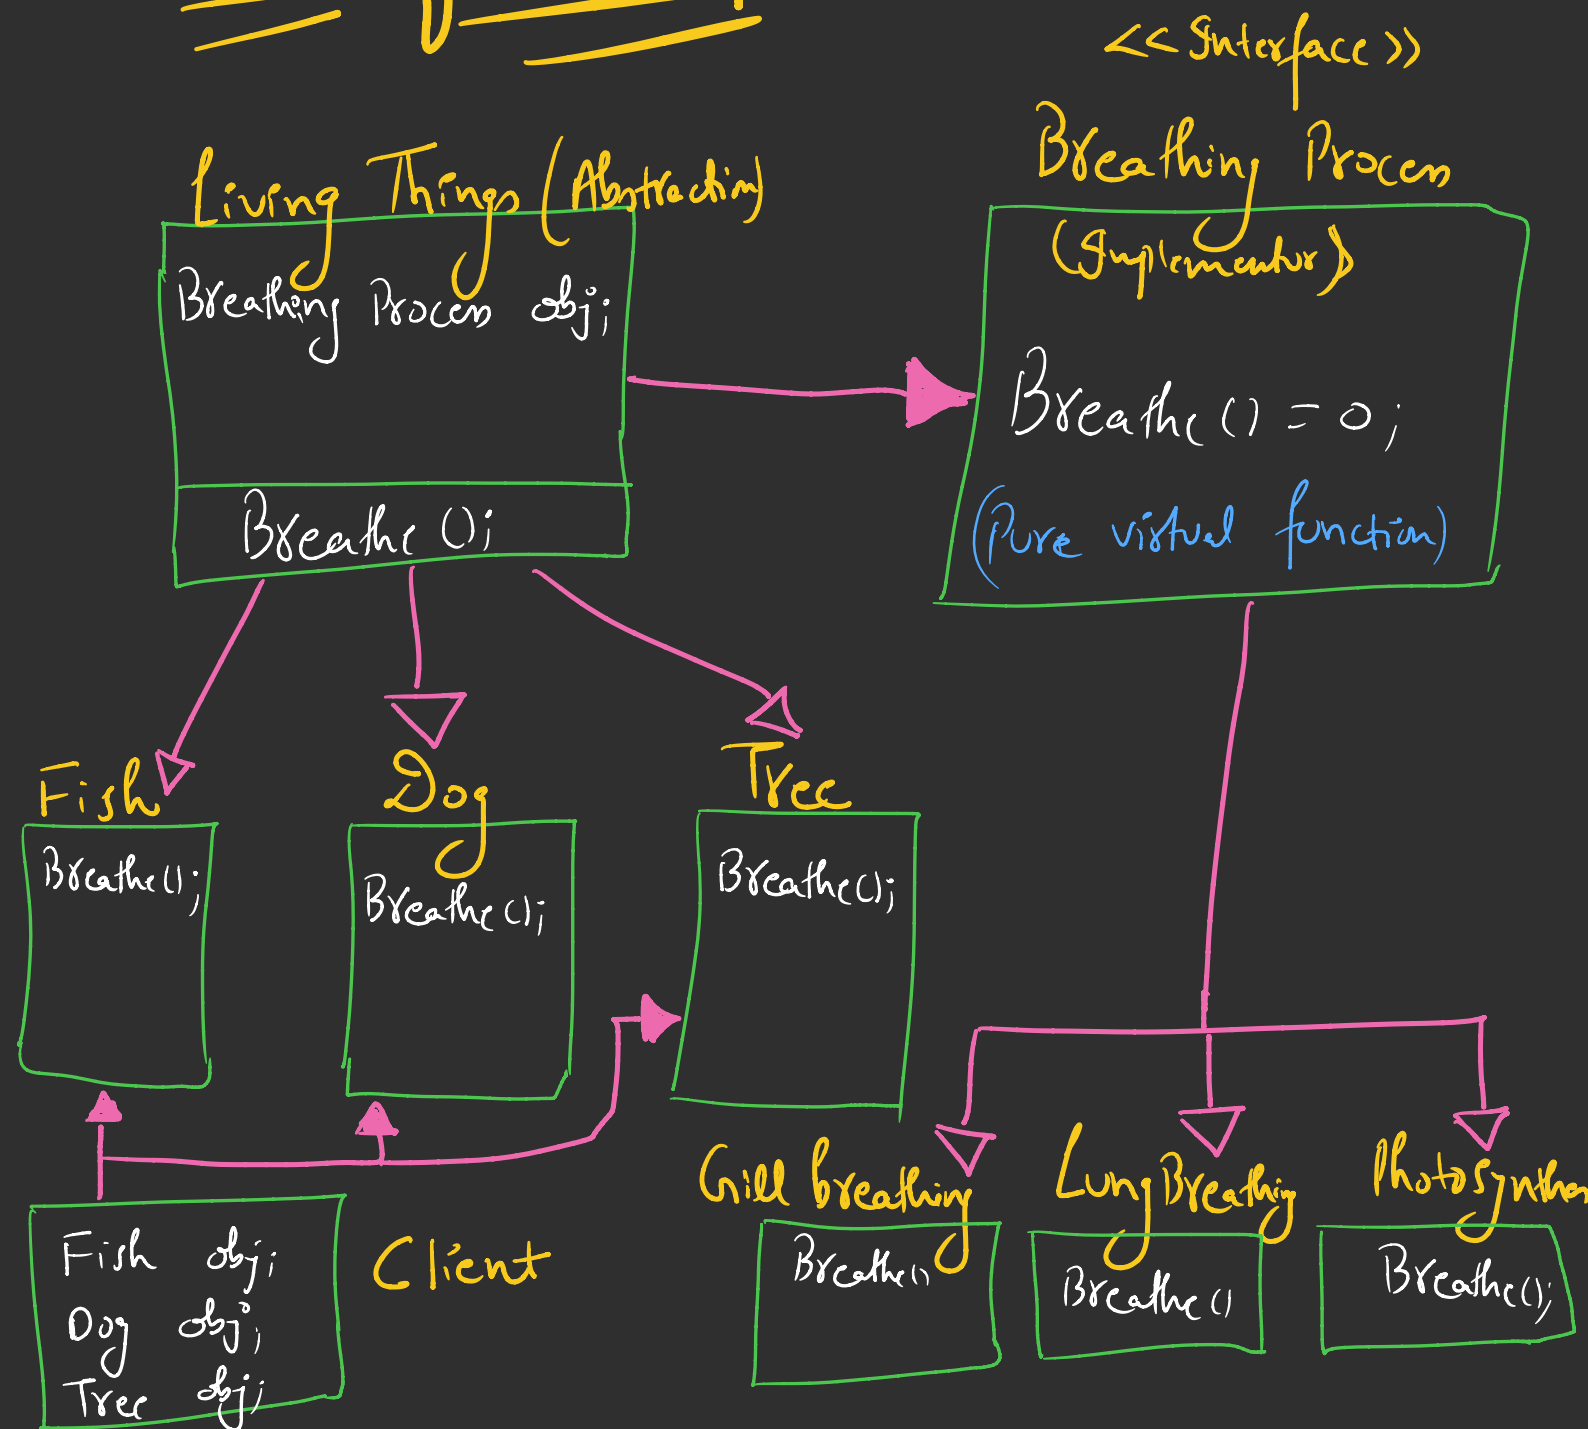 <<Interface>>
Breathing Process
(Implementor)
Breathe() = 0;
(Pure virtual function)
Living Things (Abstraction)
Breathing Process obj;
Breathe();
Fish
Breathe();
Dog
Breathe();
Tree
Breathe();
Client
Fish obj;
Dog obj;
Tree obj;
Gill breathing
Breathe()
Lung Breathing
Breathe()
Breathe();